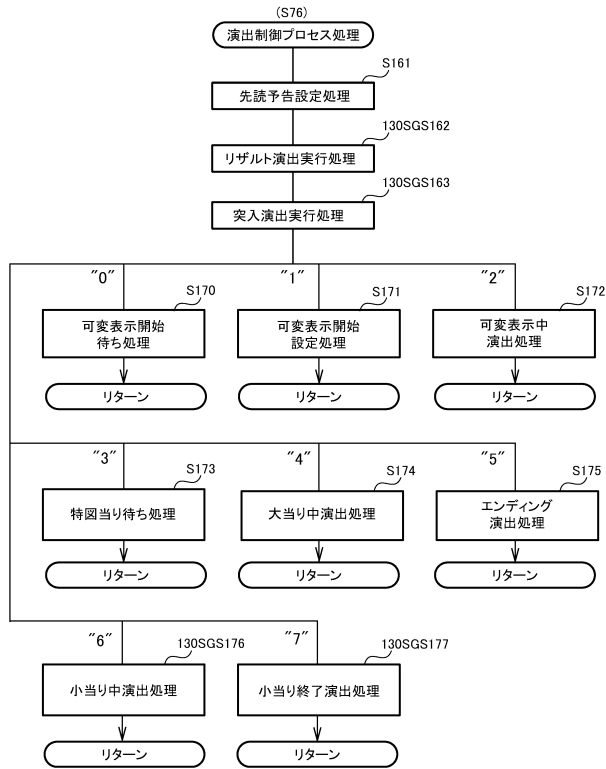 (S76)
演出制御プロセス処理
S161
先読予告設定処理
130SGS162
リザルト演出実行処理
130SGS163
突入演出実行処理
"0"
"1"
"2"
S170
S171
S172
可変表示開始
待ち処理
可変表示開始
設定処理
可変表示中
演出処理
リターン
リターン
リターン
"3"
"4"
"5"
S173
S174
S175
特図当り待ち処理
大当り中演出処理
エンディング
演出処理
リターン
リターン
リターン
"6"
"7"
130SGS176
130SGS177
小当り中演出処理
小当り終了演出処理
リターン
リターン